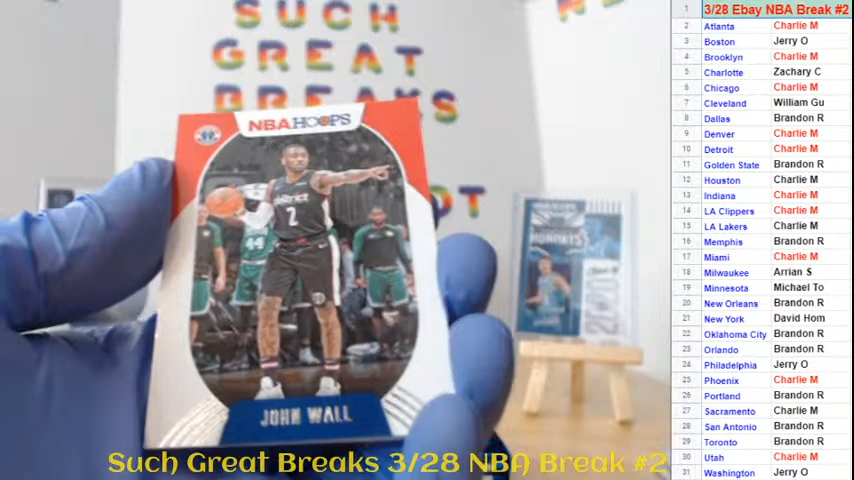 SUCH
GREAT
BREAKS
NBA HOOPS
District
2
44
JOHN WALL
HORNETS
Such Great Breaks 3/28 NBA Break #2
1 3/28 Ebay NBA Break #2
2 Atlanta Charlie M
3 Boston Jerry O
4 Brooklyn Charlie M
5 Charlotte Zachary C
6 Chicago Charlie M
7 Cleveland William Gu
8 Dallas Brandon R
9 Denver Charlie M
10 Detroit Charlie M
11 Golden State Brandon R
12 Houston Charlie M
13 Indiana Charlie M
14 LA Clippers Charlie M
15 LA Lakers Charlie M
16 Memphis Brandon R
17 Miami Charlie M
18 Milwaukee Arrian S
19 Minnesota Michael To
20 New Orleans Brandon R
21 New York David Hom
22 Oklahoma City Brandon R
23 Orlando Brandon R
24 Philadelphia Jerry O
25 Phoenix Charlie M
26 Portland Brandon R
27 Sacramento Charlie M
28 San Antonio Brandon R
29 Toronto Brandon R
30 Utah Charlie M
31 Washington Jerry O